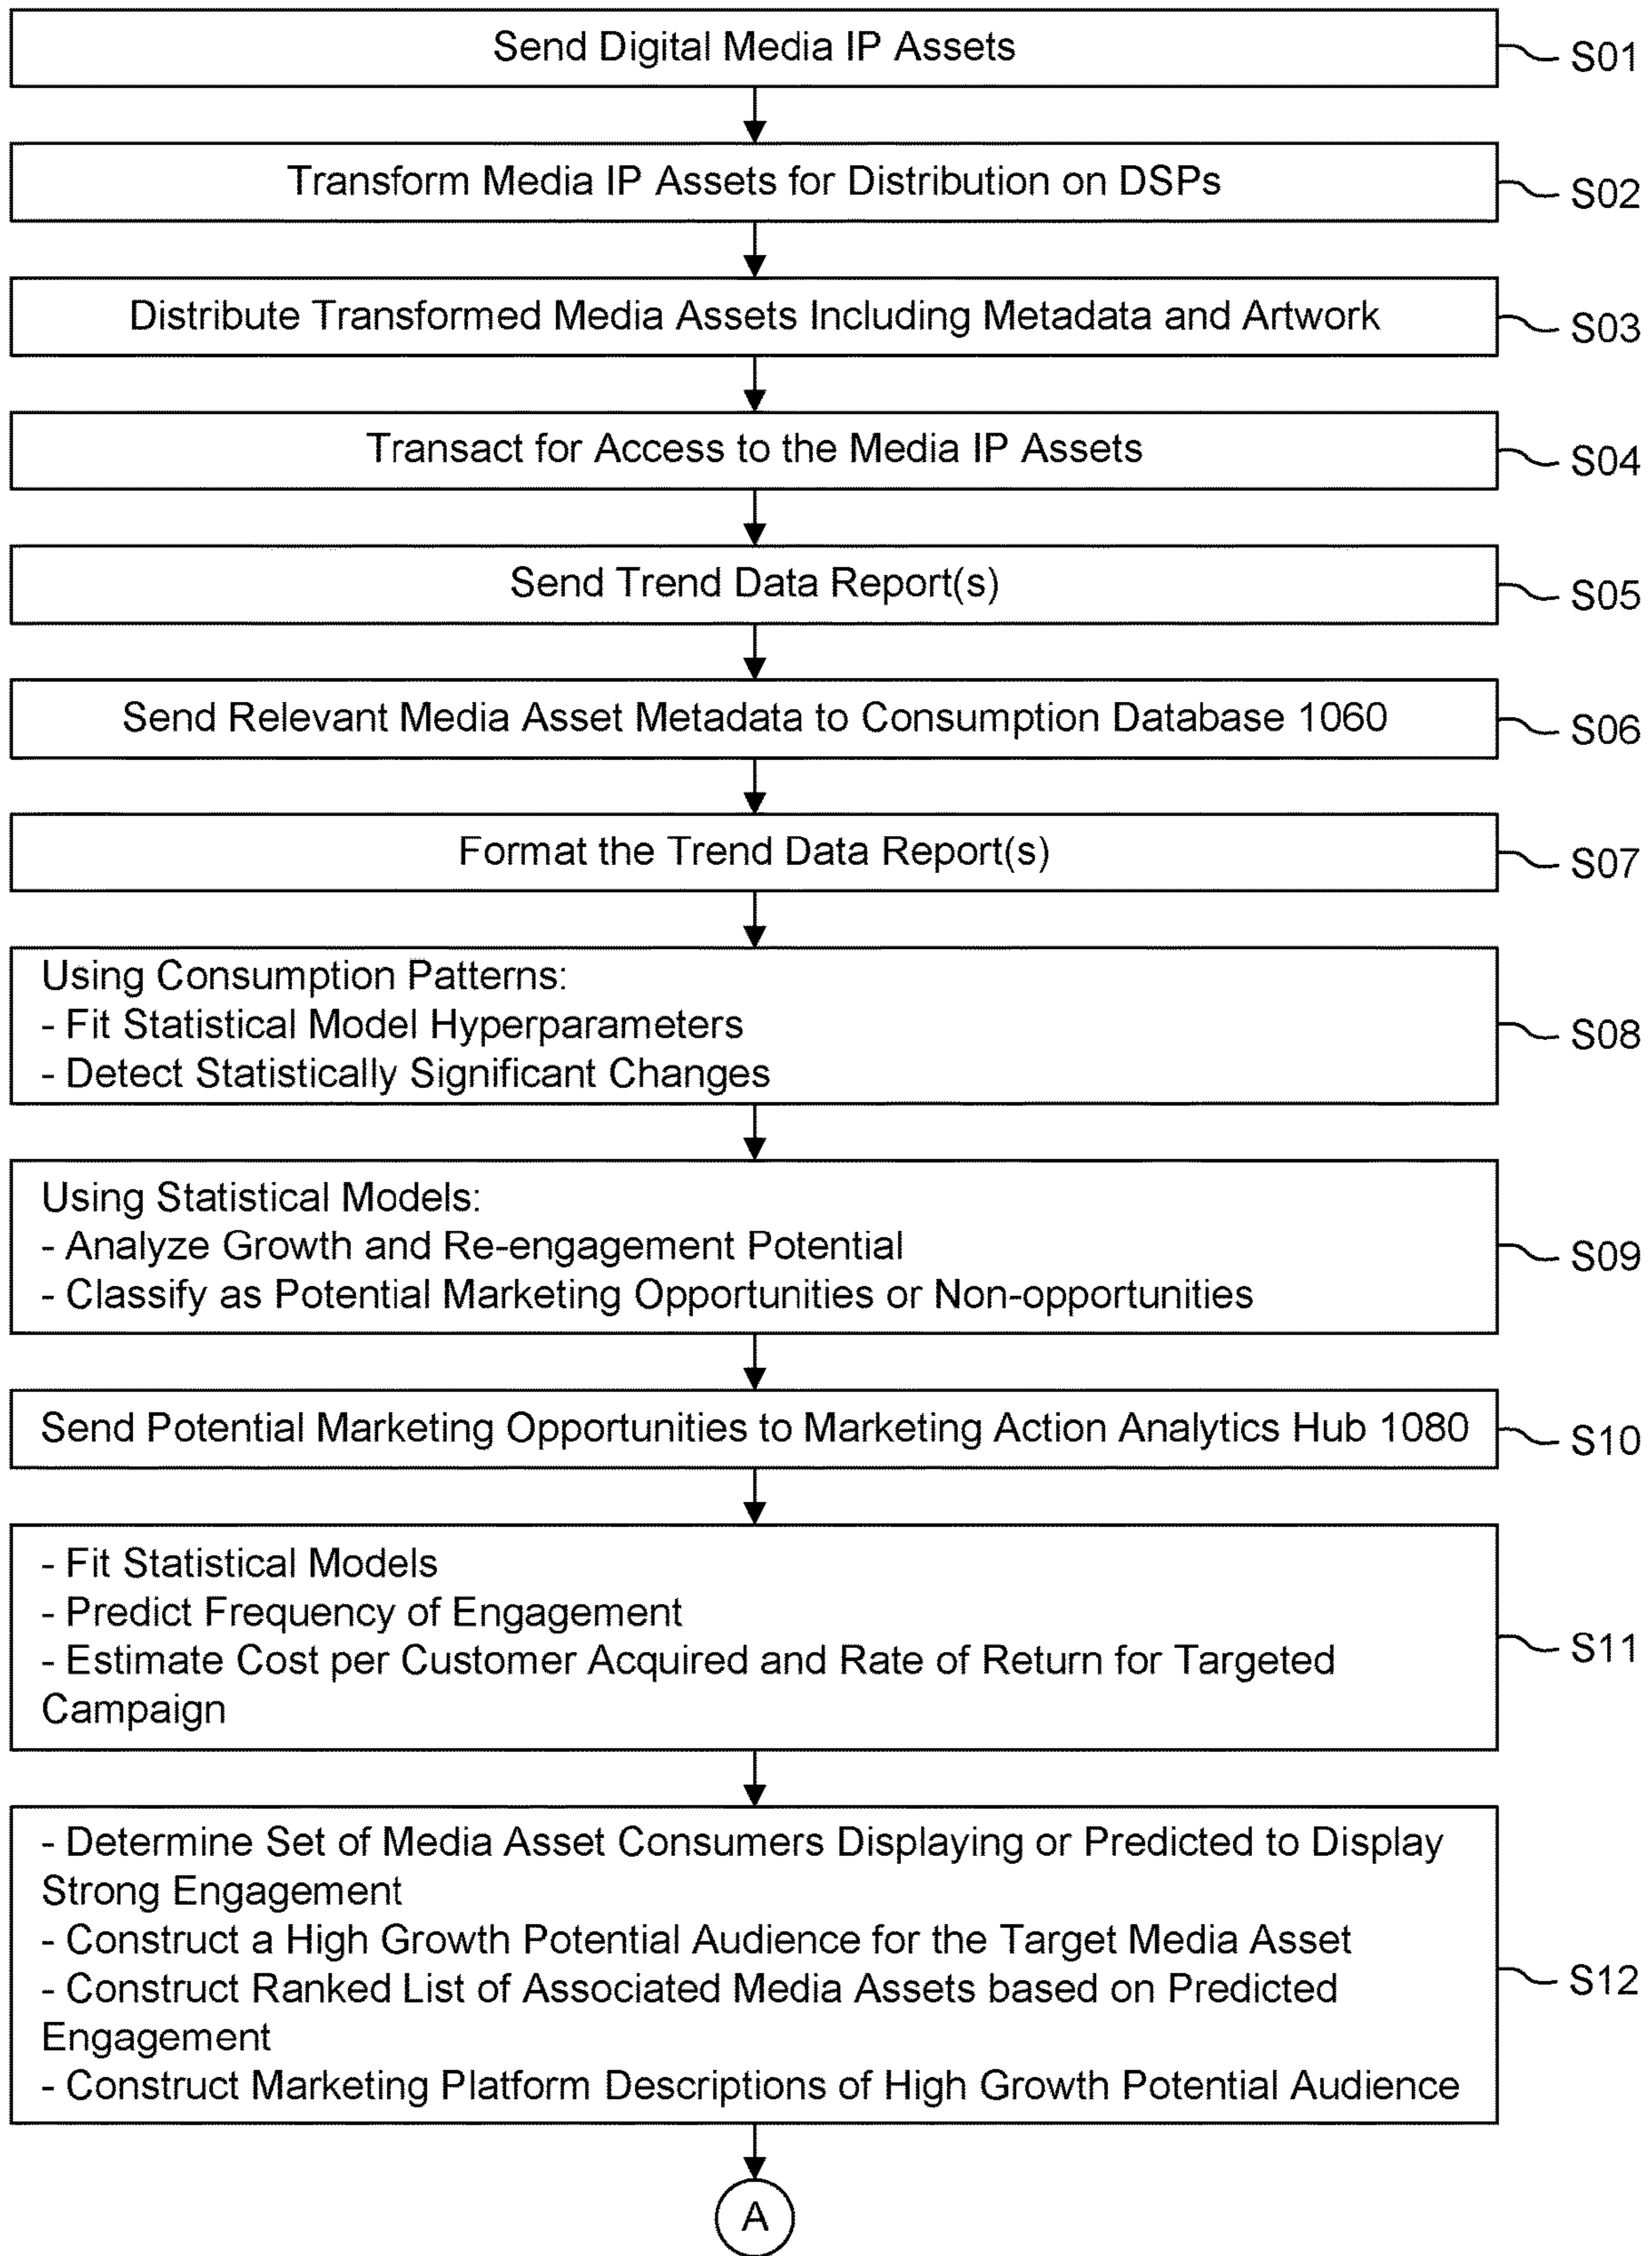 Send Digital Media IP Assets
S01
Transform Media IP Assets for Distribution on DSPs
S02
Distribute Transformed Media Assets Including Metadata and Artwork
S03
Transact for Access to the Media IP Assets
S04
Send Trend Data Report(s)
S05
Send Relevant Media Asset Metadata to Consumption Database 1060
S06
Format the Trend Data Report(s)
S07
Using Consumption Patterns:
- Fit Statistical Model Hyperparameters
- Detect Statistically Significant Changes
S08
Using Statistical Models:
- Analyze Growth and Re-engagement Potential
- Classify as Potential Marketing Opportunities or Non-opportunities
S09
Send Potential Marketing Opportunities to Marketing Action Analytics Hub 1080
S10
- Fit Statistical Models
- Predict Frequency of Engagement
- Estimate Cost per Customer Acquired and Rate of Return for Targeted
Campaign
S11
- Determine Set of Media Asset Consumers Displaying or Predicted to Display
Strong Engagement
- Construct a High Growth Potential Audience for the Target Media Asset
- Construct Ranked List of Associated Media Assets based on Predicted
Engagement
- Construct Marketing Platform Descriptions of High Growth Potential Audience
S12
A